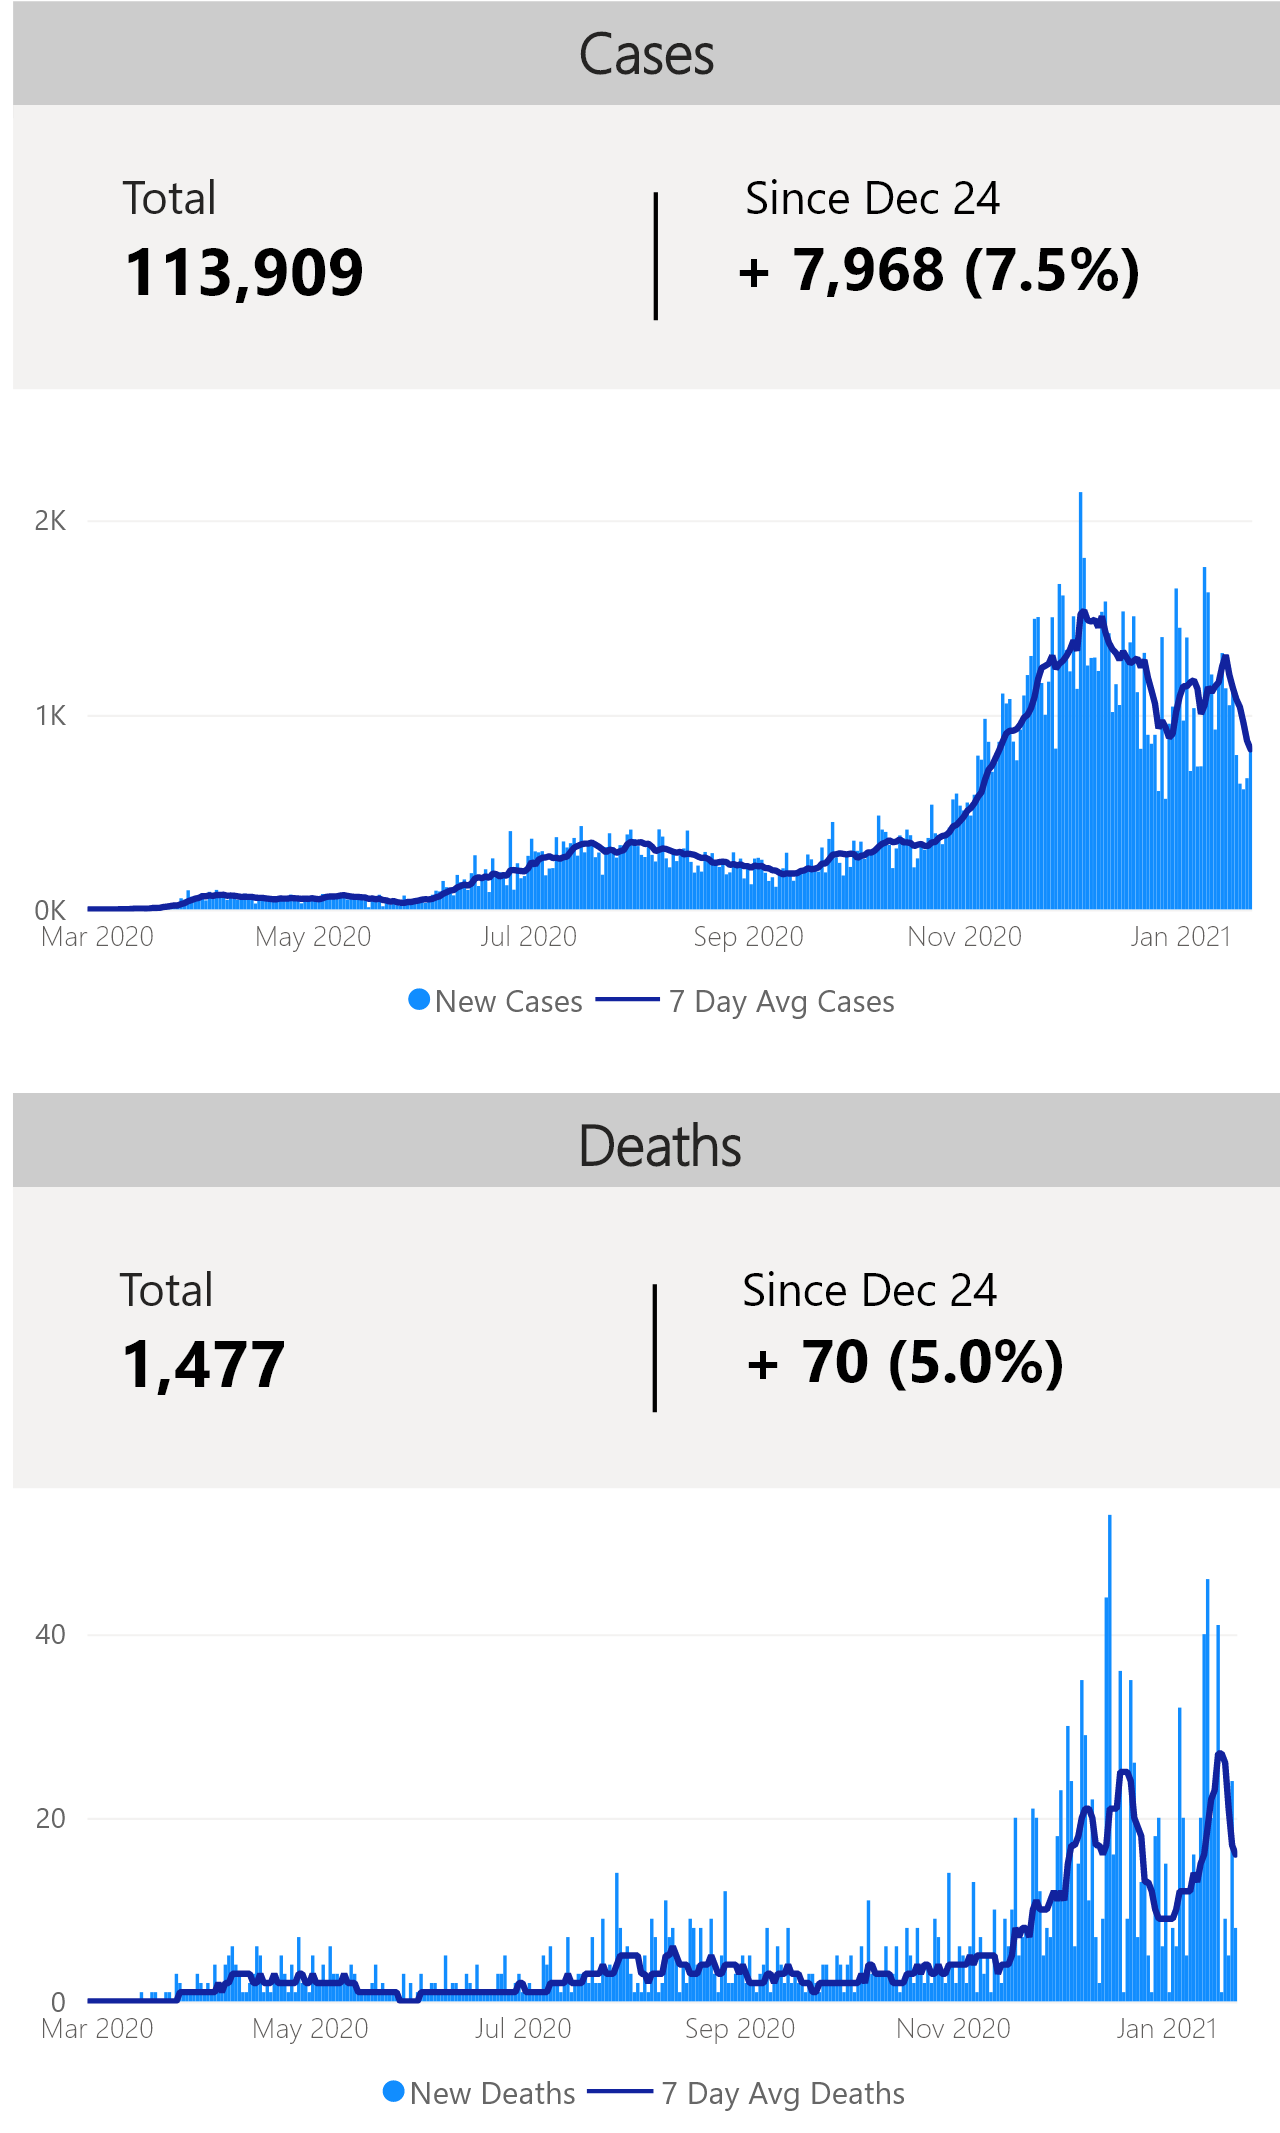 Cases
Total
113,909
Since Dec 24
+ 7,968 (7.5%)
2K
1K
0K
Mar 2020 May 2020 Jul 2020 Sep 2020 Nov 2020 Jan 2021
New Cases 7 Day Avg Cases
Deaths
Total
1,477
Since Dec 24
+ 70 (5.0%)
40
20
0
Mar 2020 May 2020 Jul 2020 Sep 2020 Nov 2020 Jan 2021
New Deaths 7 Day Avg Deaths